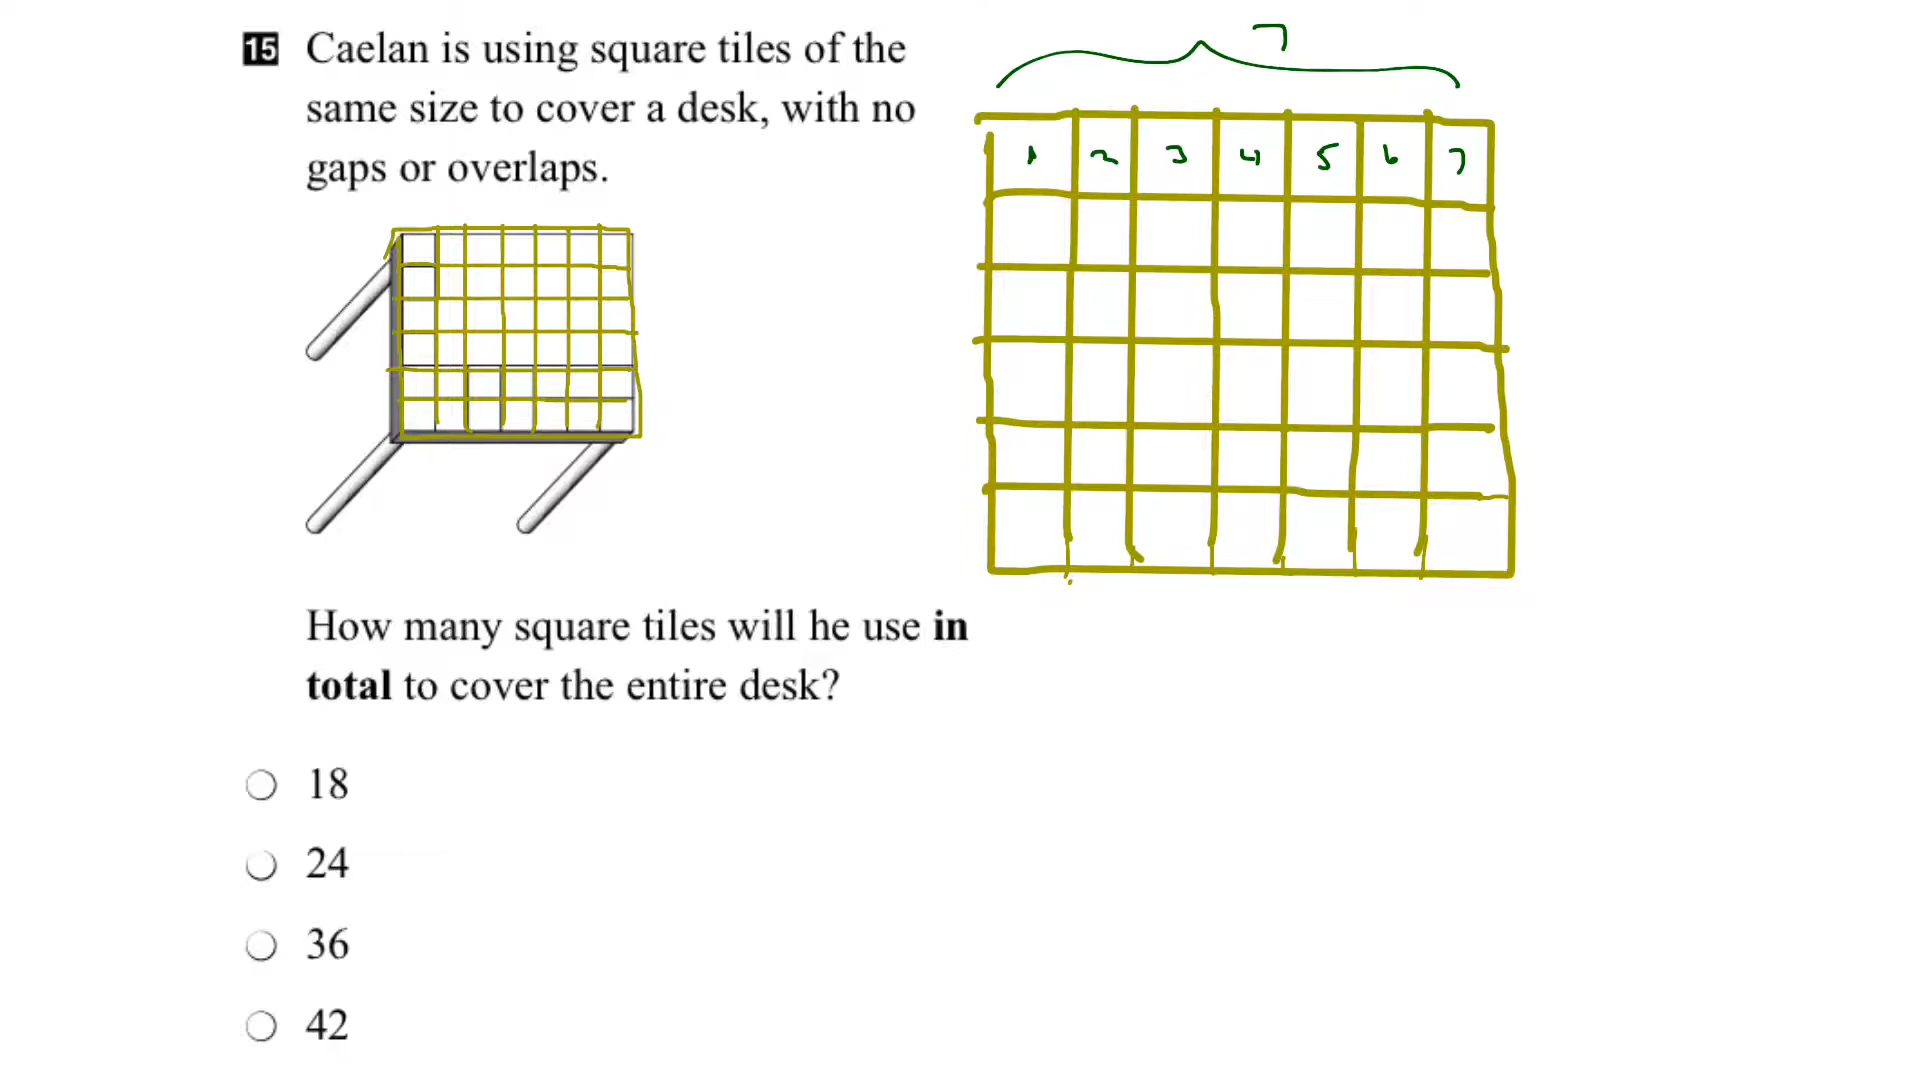 15 Caelan is using square tiles of the
same size to cover a desk, with no
gaps or overlaps.
7
1 2 3 4 5 6 7
How many square tiles will he use in
total to cover the entire desk?
18
24
36
42